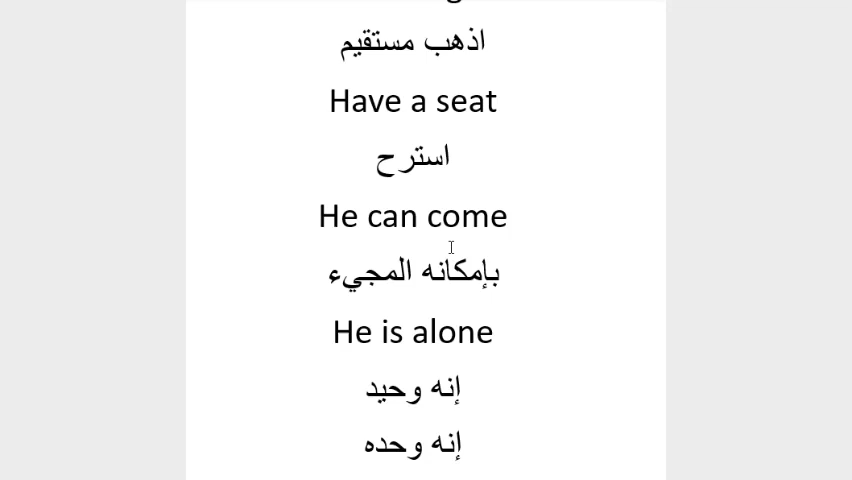 اذهب مستقيم
Have a seat
استرح
He can come
بإمكانه المجيء
He is alone
إنه وحيد
إنه وحده